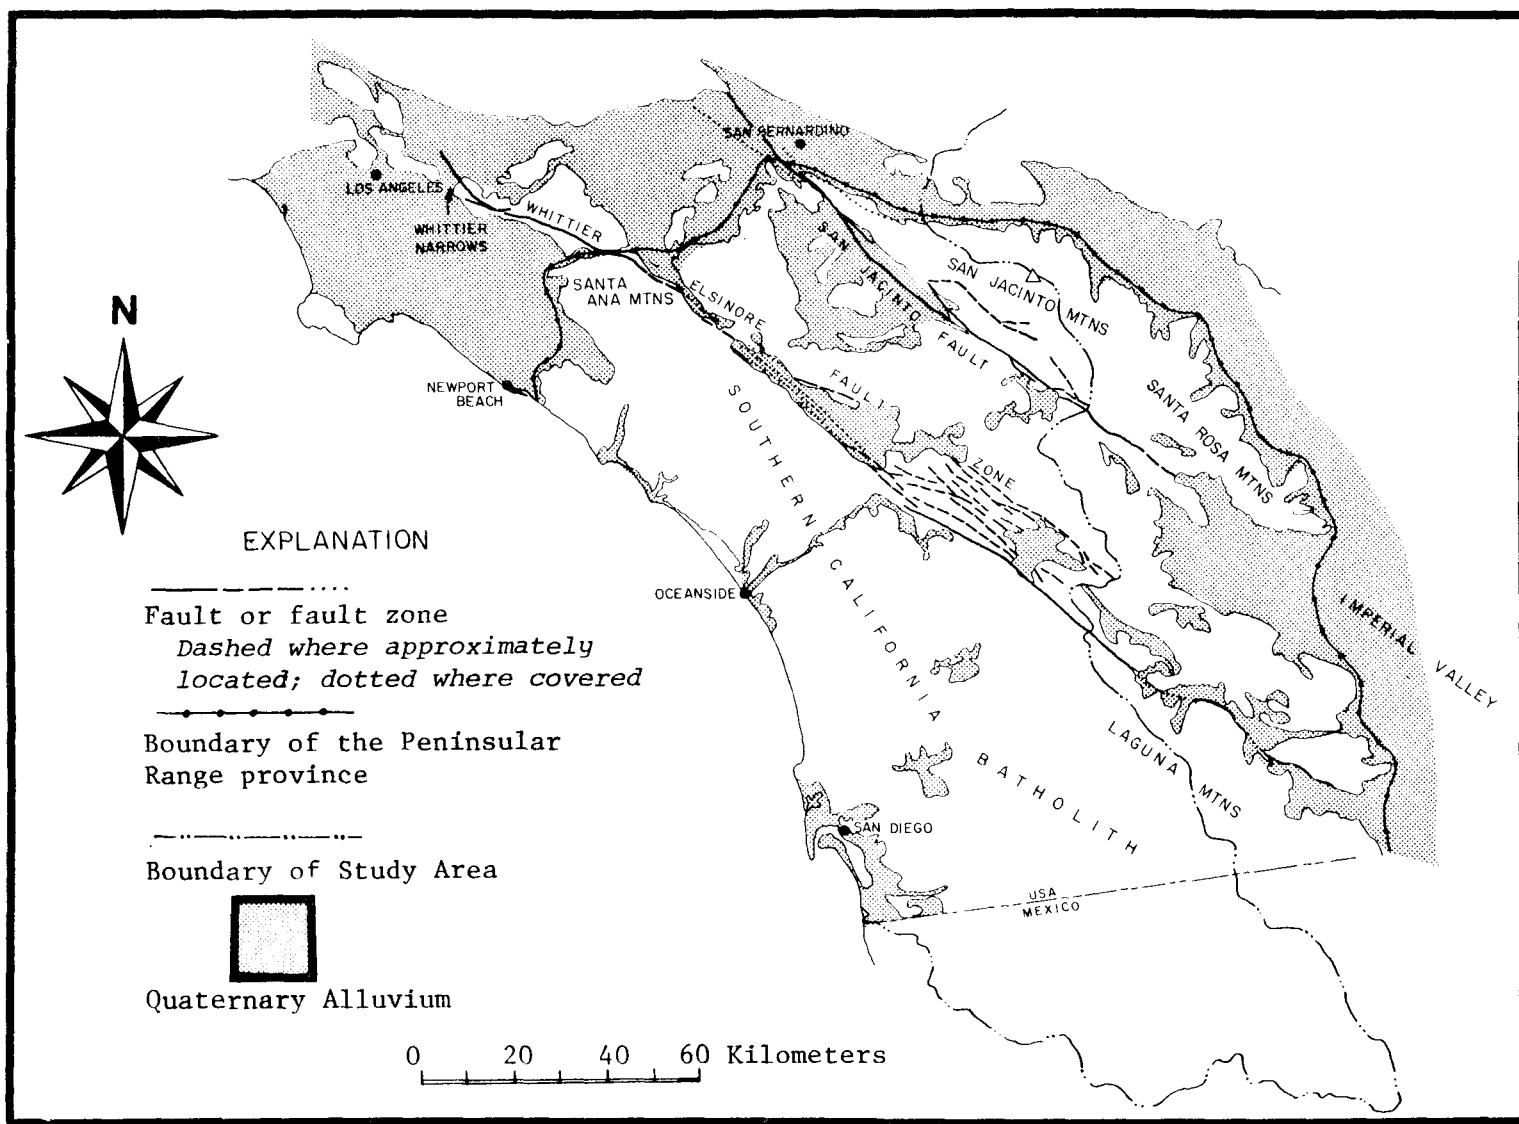 SAN BERNARDINO
LOS ANGELES
WHITTIER
NARROWS
WHITTIER
SAN JACINTO FAULT
SAN JACINTO MTNS
SANTA
ANA MTNS
ELSINORE
FAULT
ZONE
N
NEWPORT
BEACH
SANTA ROSA MTNS
SOUTHERN
CALIFORNIA
BATHOLITH
OCEANSIDE
IMPERIAL VALLEY
LAGUNA MTNS
SAN DIEGO
USA
MEXICO
EXPLANATION
Fault or fault zone
Dashed where approximately
located; dotted where covered
Boundary of the Peninsular
Range province
Boundary of Study Area
Quaternary Alluvium
0 20 40 60 Kilometers